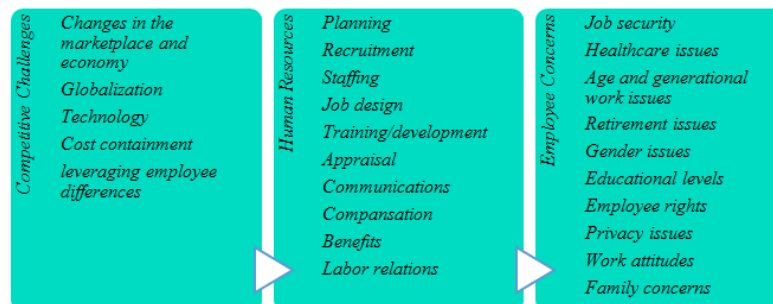 Competitive Challenges
Changes in the
marketplace and
economy
Globalization
Technology
Cost containment
leveraging employee
differences
Human Resources
Planning
Recruitment
Staffing
Job design
Training/development
Appraisal
Communications
Compansation
Benefits
Labor relations
Employee Concerns
Job security
Healthcare issues
Age and generational
work issues
Retirement issues
Gender issues
Educational levels
Employee rights
Privacy issues
Work attitudes
Family concerns